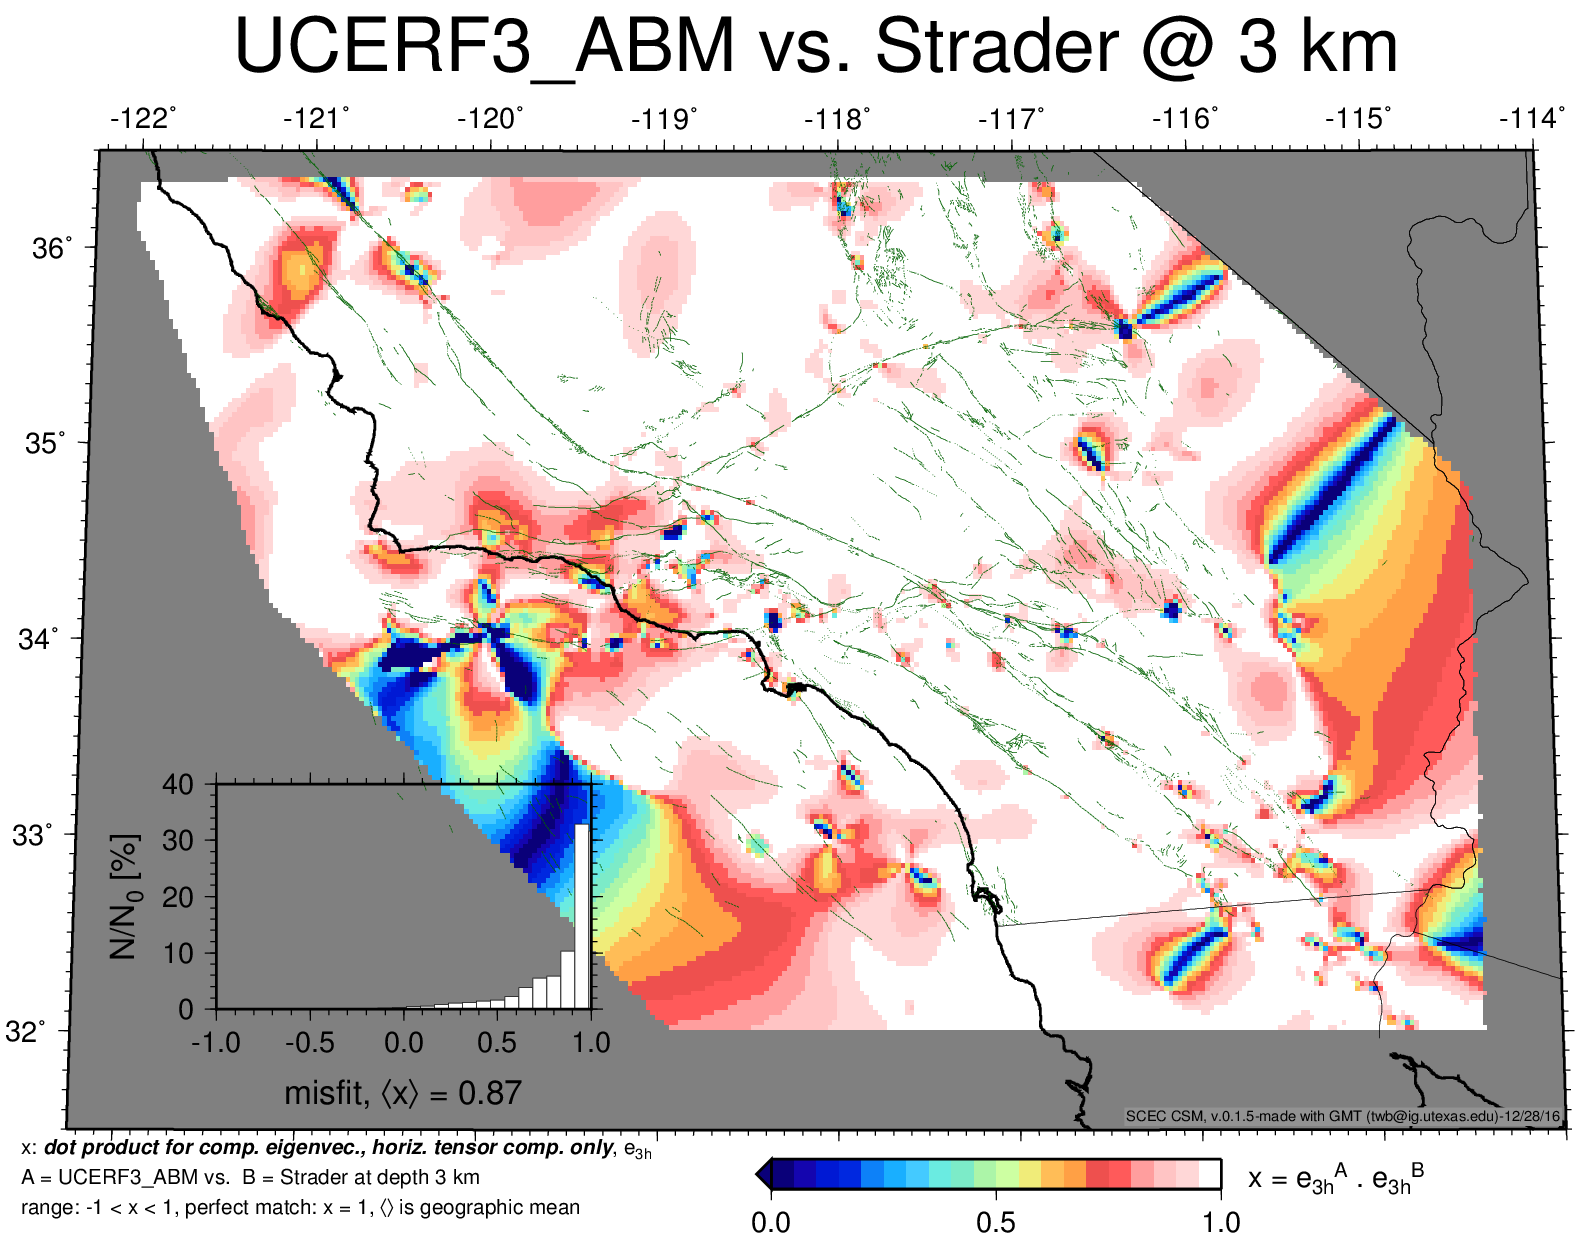 UCERF3_ABM vs. Strader @ 3 km
-122° -121° -120° -119° -118° -117° -116° -115° -114°
36°
35°
34°
33°
32°
40
30
20
10
0
N/N0 [%]
-1.0 -0.5 0.0 0.5 1.0
misfit, ⟨x⟩ = 0.87
SCEC CSM, v.0.1.5-made with GMT (twb@ig.utexas.edu)-12/28/16
x: dot product for comp. eigenvec., horiz. tensor comp. only, e3h
A = UCERF3_ABM vs. B = Strader at depth 3 km
range: -1 < x < 1, perfect match: x = 1, ⟨⟩ is geographic mean
x = e3hA . e3hB
0.0 0.5 1.0